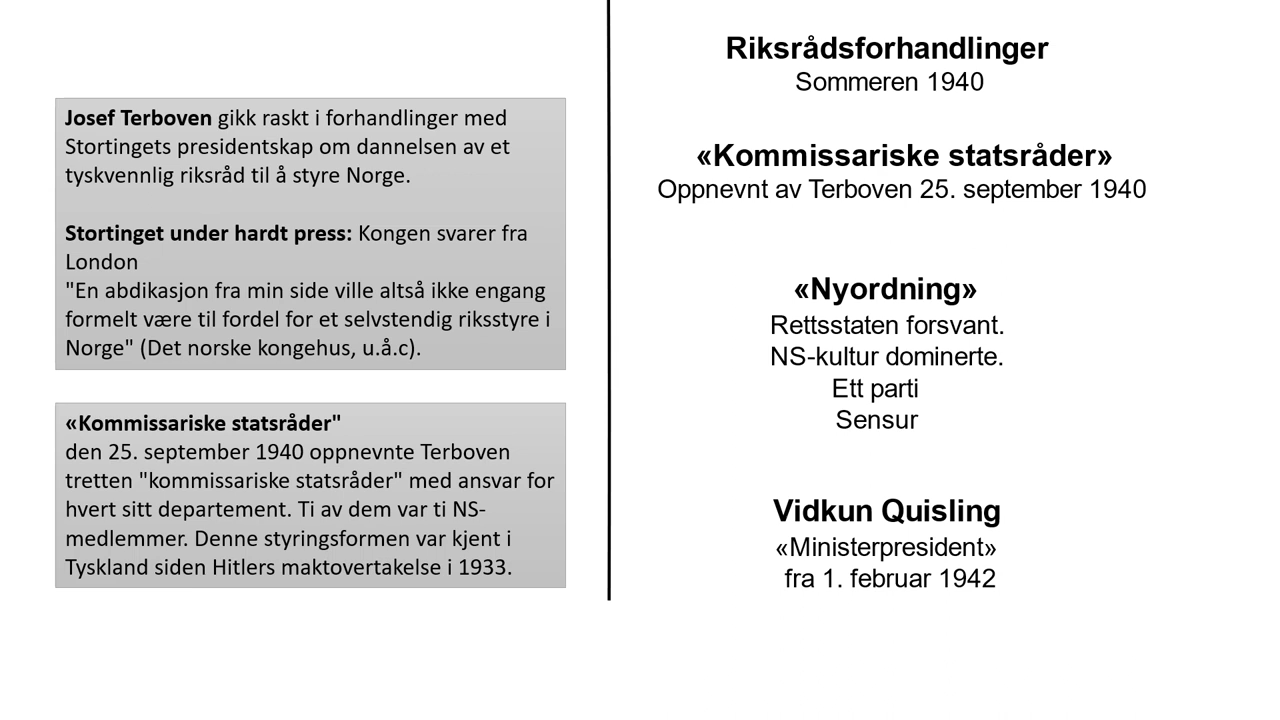 Josef Terboven gikk raskt i forhandlinger med
Stortingets presidentskap om dannelsen av et
tyskvennlig riksråd til å styre Norge.
Stortinget under hardt press: Kongen svarer fra
London
"En abdikasjon fra min side ville altså ikke engang
formelt være til fordel for et selvstendig riksstyre i
Norge" (Det norske kongehus, u.å.c).
«Kommissariske statsråder"
den 25. september 1940 oppnevnte Terboven
tretten "kommissariske statsråder" med ansvar for
hvert sitt departement. Ti av dem var ti NS-
medlemmer. Denne styringsformen var kjent i
Tyskland siden Hitlers maktovertakelse i 1933.
Riksrådsforhandlinger
Sommeren 1940
«Kommissariske statsråder»
Oppnevnt av Terboven 25. september 1940
«Nyordning»
Rettsstaten forsvant.
NS-kultur dominerte.
Ett parti
Sensur
Vidkun Quisling
«Ministerpresident»
fra 1. februar 1942